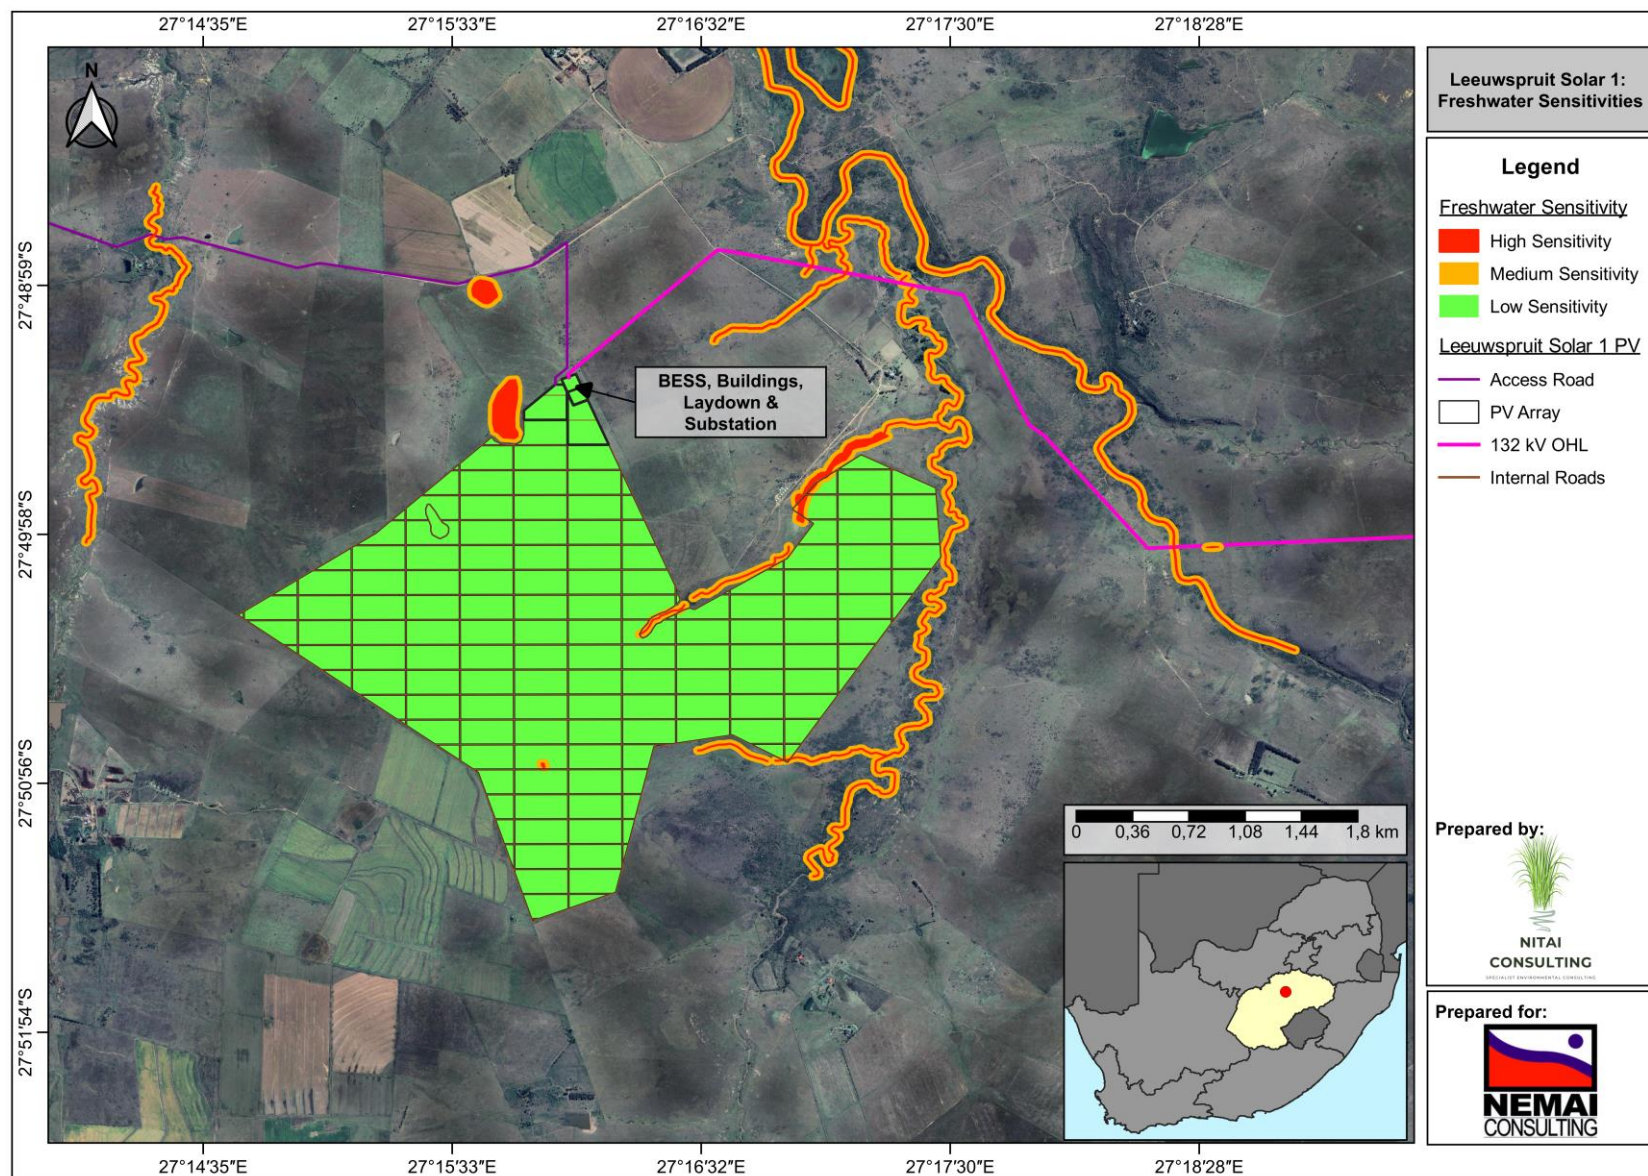 27°14′35″E
27°15′33″E
27°16′32″E
27°17′30″E
27°18′28″E
N
27°48′59″S
27°49′58″S
27°50′56″S
27°51′54″S
BESS, Buildings,
Laydown &
Substation
0 0,36 0,72 1,08 1,44 1,8 km
27°14′35″E
27°15′33″E
27°16′32″E
27°17′30″E
27°18′28″E
Leeuwspruit Solar 1:
Freshwater Sensitivities
Legend
Freshwater Sensitivity
High Sensitivity
Medium Sensitivity
Low Sensitivity
Leeuwspruit Solar 1 PV
Access Road
PV Array
132 kV OHL
Internal Roads
Prepared by:
NITAI
CONSULTING
SPECIALIST ENVIRONMENTAL CONSULTING
Prepared for:
NEMAI
CONSULTING